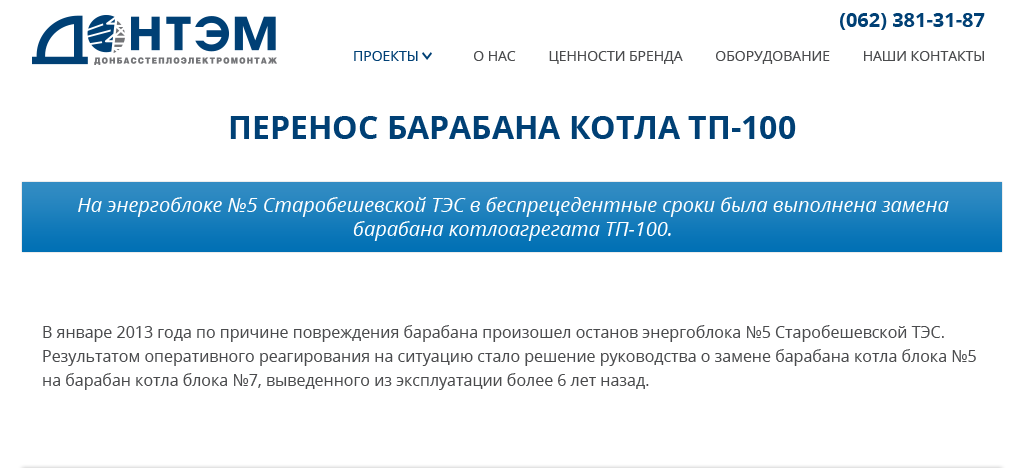 ДОНТЭМ
ДОНБАССТЕПЛОЭЛЕКТРОМОНТАЖ
(062) 381-31-87
ПРОЕКТЫ О НАС ЦЕННОСТИ БРЕНДА ОБОРУДОВАНИЕ НАШИ КОНТАКТЫ
ПЕРЕНОС БАРАБАНА КОТЛА ТП-100
На энергоблоке №5 Старобешевской ТЭС в беспрецедентные сроки была выполнена замена
барабана котлоагрегата ТП-100.
В январе 2013 года по причине повреждения барабана произошел останов энергоблока №5 Старобешевской ТЭС.
Результатом оперативного реагирования на ситуацию стало решение руководства о замене барабана котла блока №5
на барабан котла блока №7, выведенного из эксплуатации более 6 лет назад.